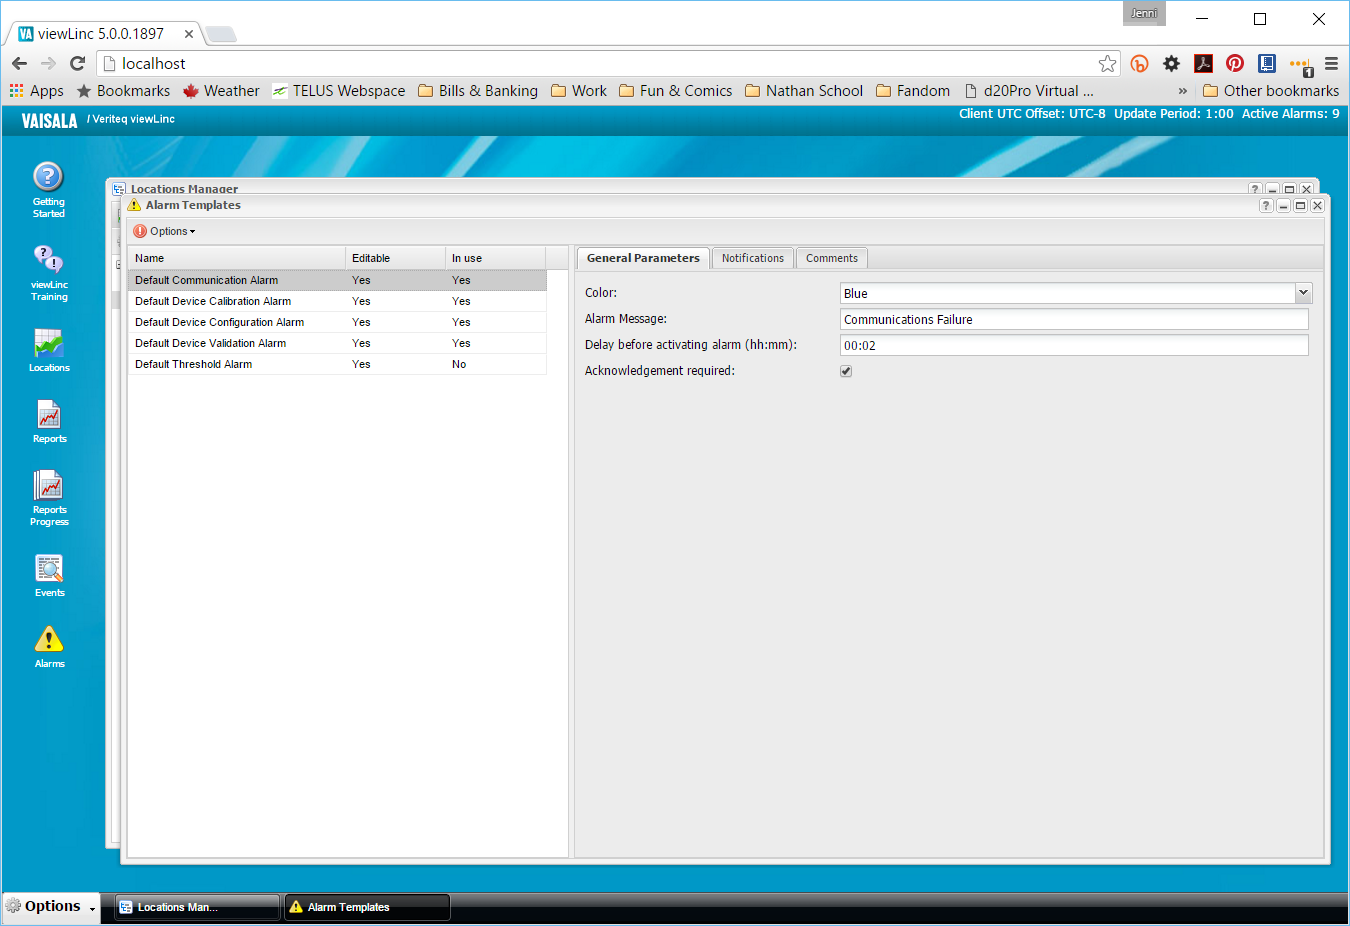 Jenni
VA viewLinc 5.0.0.1897
localhost
1
Apps Bookmarks Weather TELUS Webspace Bills & Banking Work Fun & Comics Nathan School Fandom d20Pro Virtual ... » Other bookmarks
VAISALA / Veriteq viewLinc
Client UTC Offset: UTC-8 Update Period: 1:00 Active Alarms: 9
Getting
Started
viewLinc
Training
Locations
Reports
Reports
Progress
Events
Alarms
Locations Manager
Alarm Templates
Options
Name Editable In use
Default Communication Alarm Yes Yes
Default Device Calibration Alarm Yes Yes
Default Device Configuration Alarm Yes Yes
Default Device Validation Alarm Yes Yes
Default Threshold Alarm Yes No
General Parameters Notifications Comments
Color: Blue
Alarm Message: Communications Failure
Delay before activating alarm (hh:mm): 00:02
Acknowledgement required:
Options Locations Man... Alarm Templates